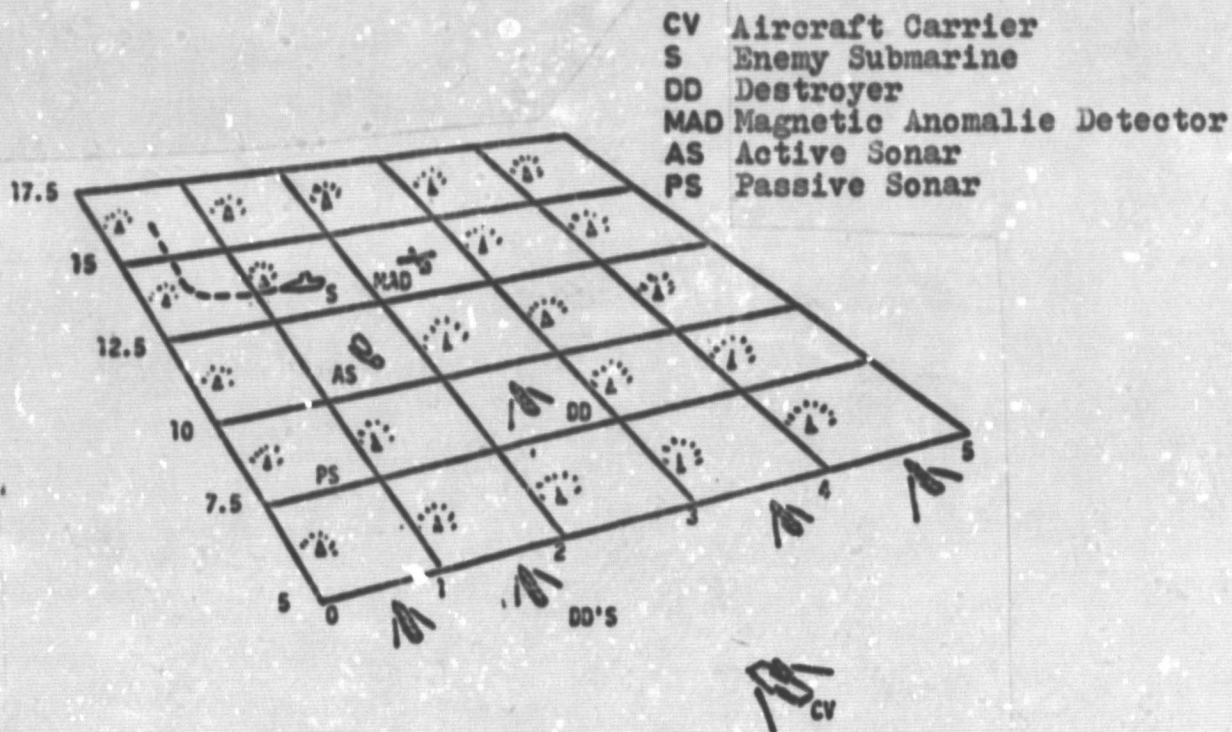 CV Aircraft Carrier
S Enemy Submarine
DD Destroyer
MAD Magnetic Anomalie Detector
AS Active Sonar
PS Passive Sonar
17.5
15
MAD
S
12.5
AS
10
DD
PS
7.5
5
4
3
2
1
5 0
DD'S
CV